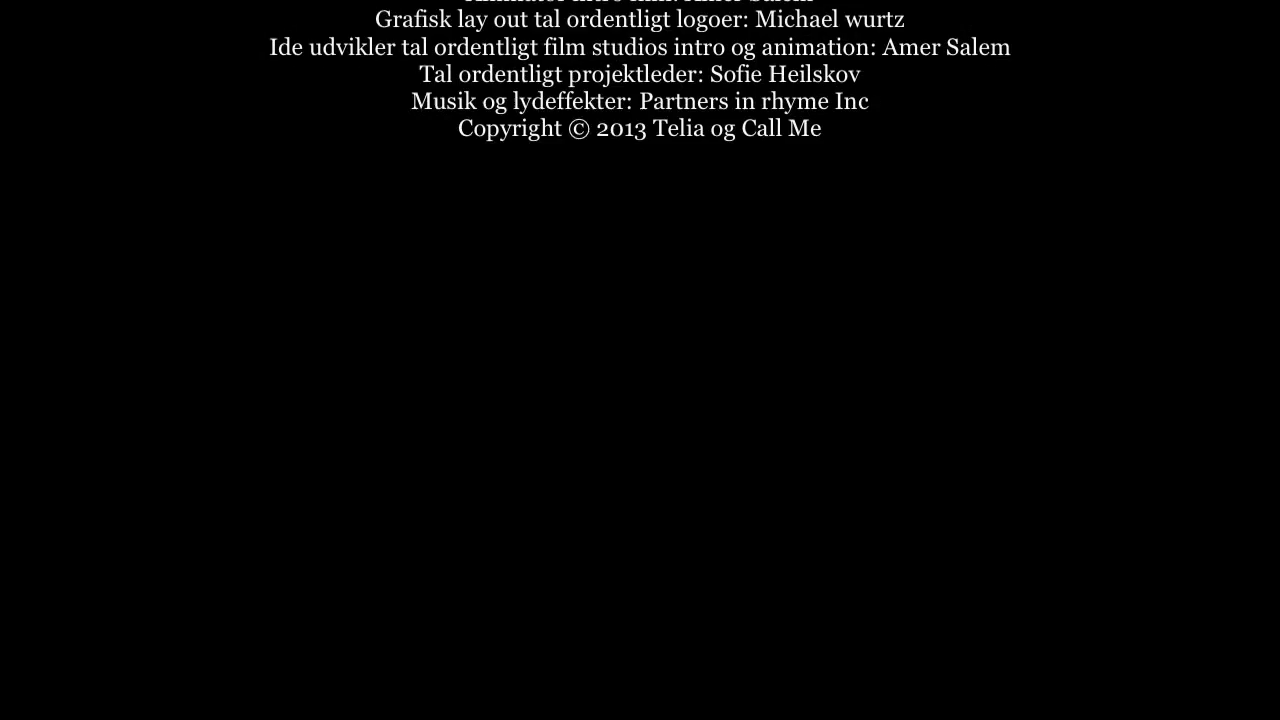 Grafisk lay out tal ordentligt logoer: Michael wurtz
Ide udvikler tal ordentligt film studios intro og animation: Amer Salem
Tal ordentligt projektleder: Sofie Heilskov
Musik og lydeffekter: Partners in rhyme Inc
Copyright © 2013 Telia og Call Me